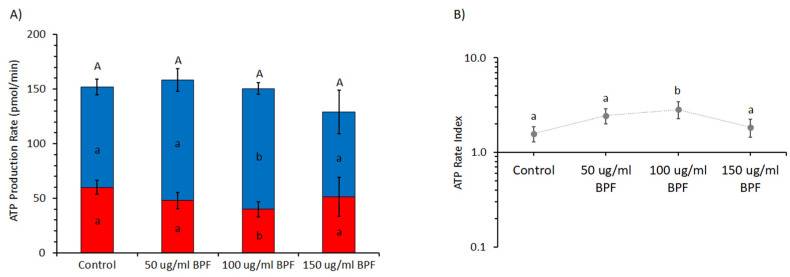 A)
ATP Production Rate (pmol/min)
200
150
100
50
0
A A A A
a a b a
a a b a
Control 50 ug/ml BPF 100 ug/ml BPF 150 ug/ml BPF
B)
ATP Rate Index
10.0
1.0
0.1
a a b a
Control 50 ug/ml BPF 100 ug/ml BPF 150 ug/ml BPF